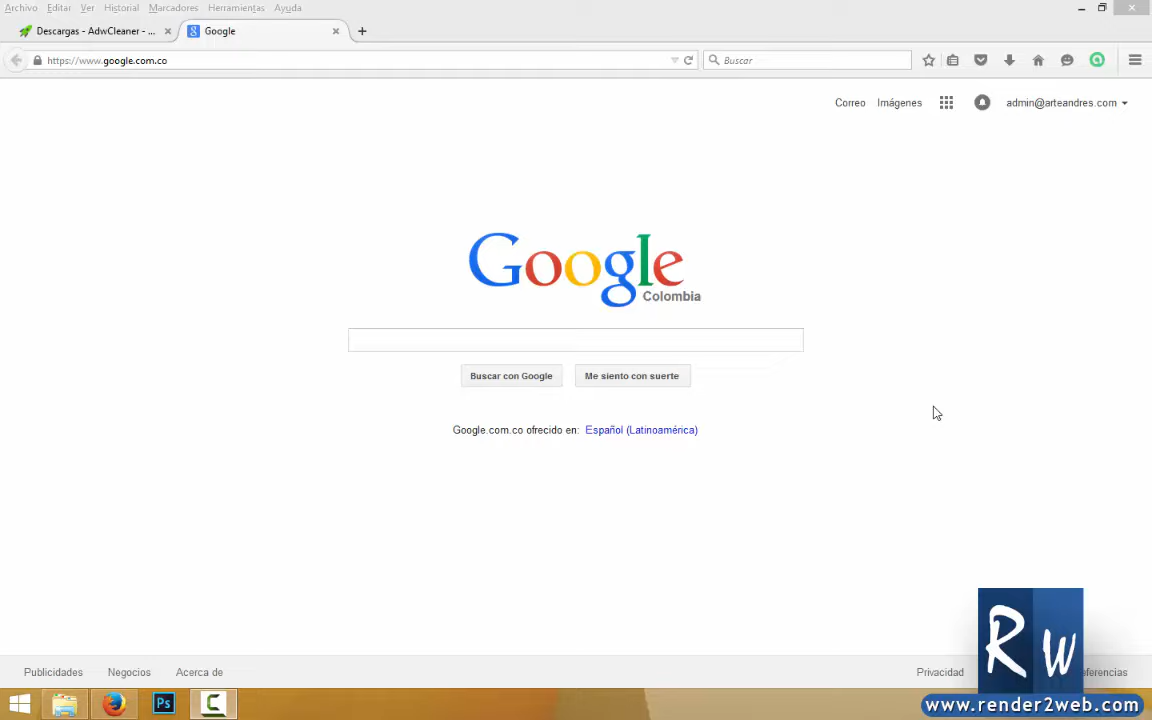 Archivo Editar Ver Historial Marcadores Herramientas Ayuda
Descargas - AdwCleaner - ...
Google
https://www.google.com.co
Buscar
Correo Imágenes admin@arteandres.com
Google
Colombia
Buscar con Google Me siento con suerte
Google.com.co ofrecido en: Español (Latinoamérica)
Publicidades Negocios Acerca de Privacidad eferencias
Ps
C
RW
www.render2web.com